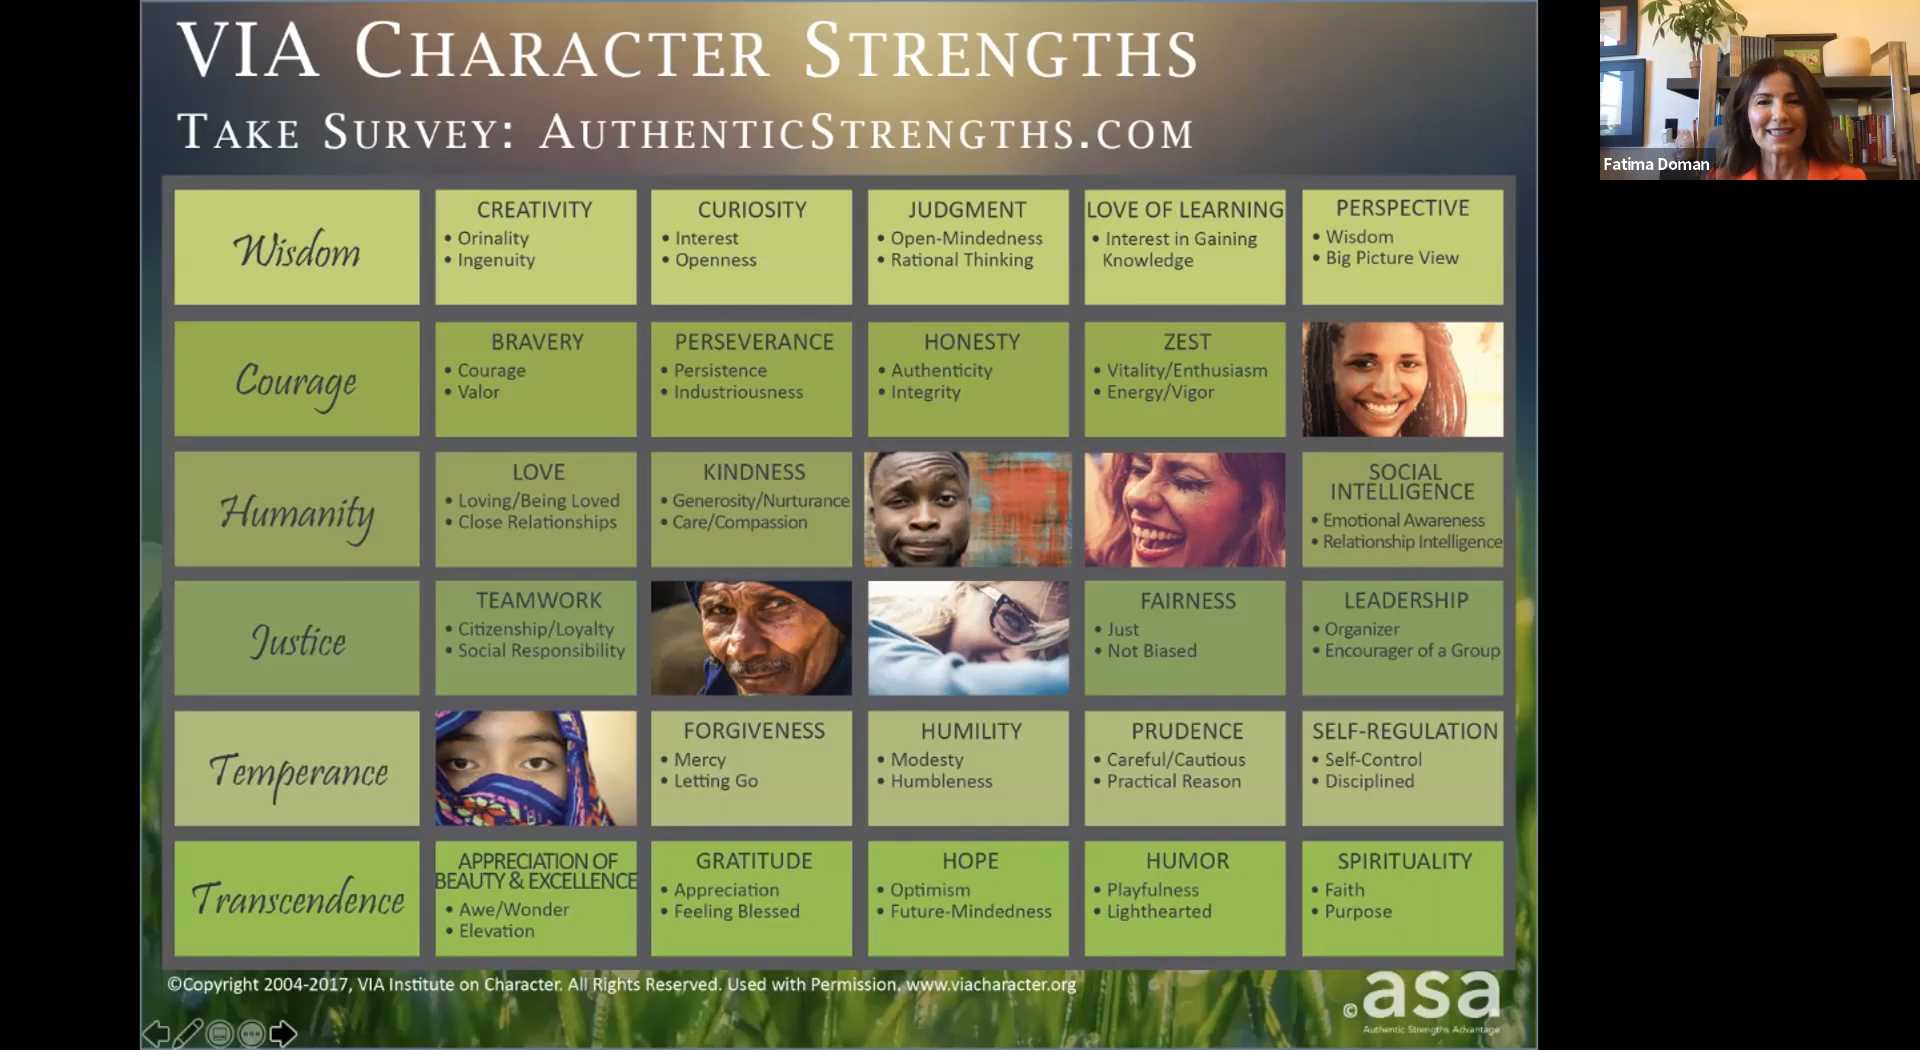 VIA CHARACTER STRENGTHS
TAKE SURVEY: AUTHENTICSTRENGTHS.COM
Fatima Doman
Wisdom
CREATIVITY
• Orinality
• Ingenuity
CURIOSITY
• Interest
• Openness
JUDGMENT
• Open-Mindedness
• Rational Thinking
LOVE OF LEARNING
• Interest in Gaining
Knowledge
PERSPECTIVE
• Wisdom
• Big Picture View
Courage
BRAVERY
• Courage
• Valor
PERSEVERANCE
• Persistence
• Industriousness
HONESTY
• Authenticity
• Integrity
ZEST
• Vitality/Enthusiasm
• Energy/Vigor
Humanity
LOVE
• Loving/Being Loved
• Close Relationships
KINDNESS
• Generosity/Nurturance
• Care/Compassion
SOCIAL
INTELLIGENCE
• Emotional Awareness
• Relationship Intelligence
Justice
TEAMWORK
• Citizenship/Loyalty
• Social Responsibility
FAIRNESS
• Just
• Not Biased
LEADERSHIP
• Organizer
• Encourager of a Group
Temperance
FORGIVENESS
• Mercy
• Letting Go
HUMILITY
• Modesty
• Humbleness
PRUDENCE
• Careful/Cautious
• Practical Reason
SELF-REGULATION
• Self-Control
• Disciplined
Transcendence
APPRECIATION OF
BEAUTY & EXCELLENCE
• Awe/Wonder
• Elevation
GRATITUDE
• Appreciation
• Feeling Blessed
HOPE
• Optimism
• Future-Mindedness
HUMOR
• Playfulness
• Lighthearted
SPIRITUALITY
• Faith
• Purpose
©Copyright 2004-2017, VIA Institute on Character. All Rights Reserved. Used with Permission. www.viacharacter.org
© asa
Authentic Strengths Advantage